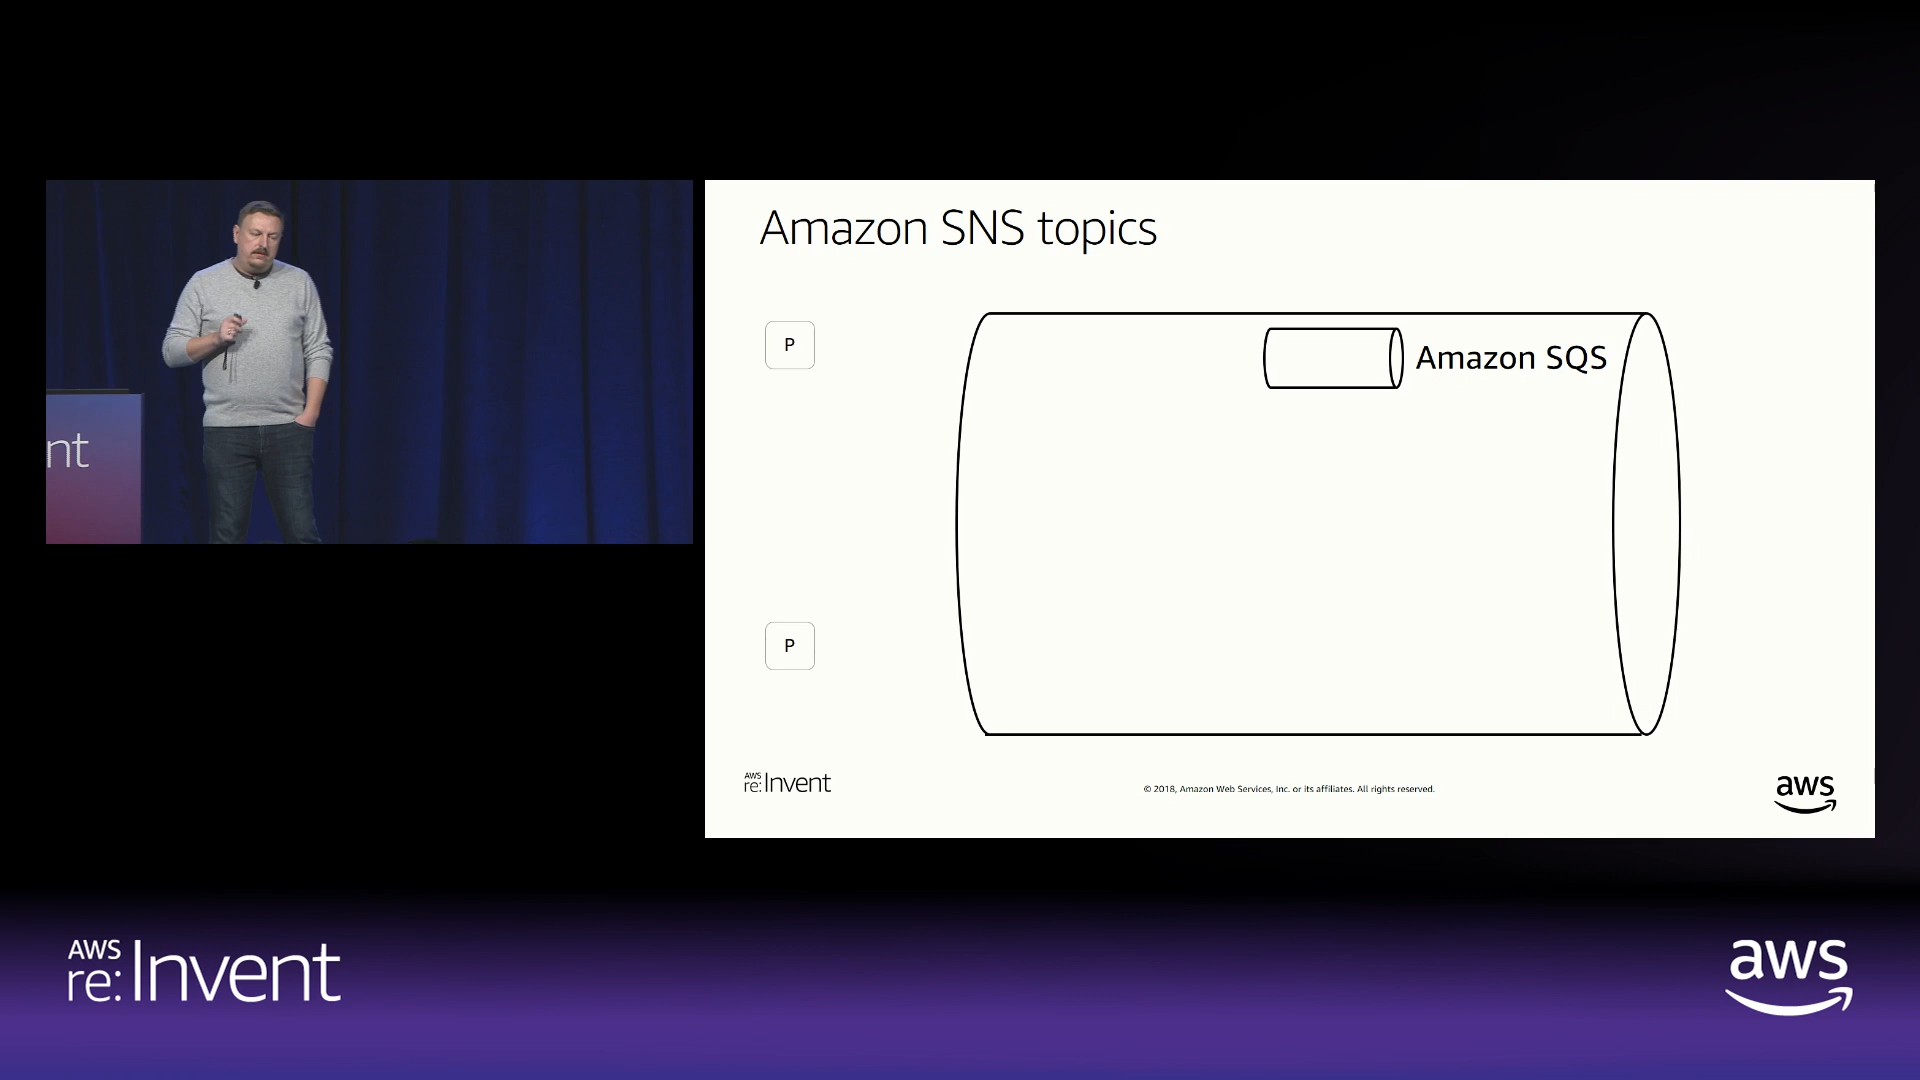 nt
Amazon SNS topics
P
Amazon SQS
P
AWS
re:Invent
© 2018, Amazon Web Services, Inc. or its affiliates. All rights reserved.
aws
AWS
re:Invent
aws